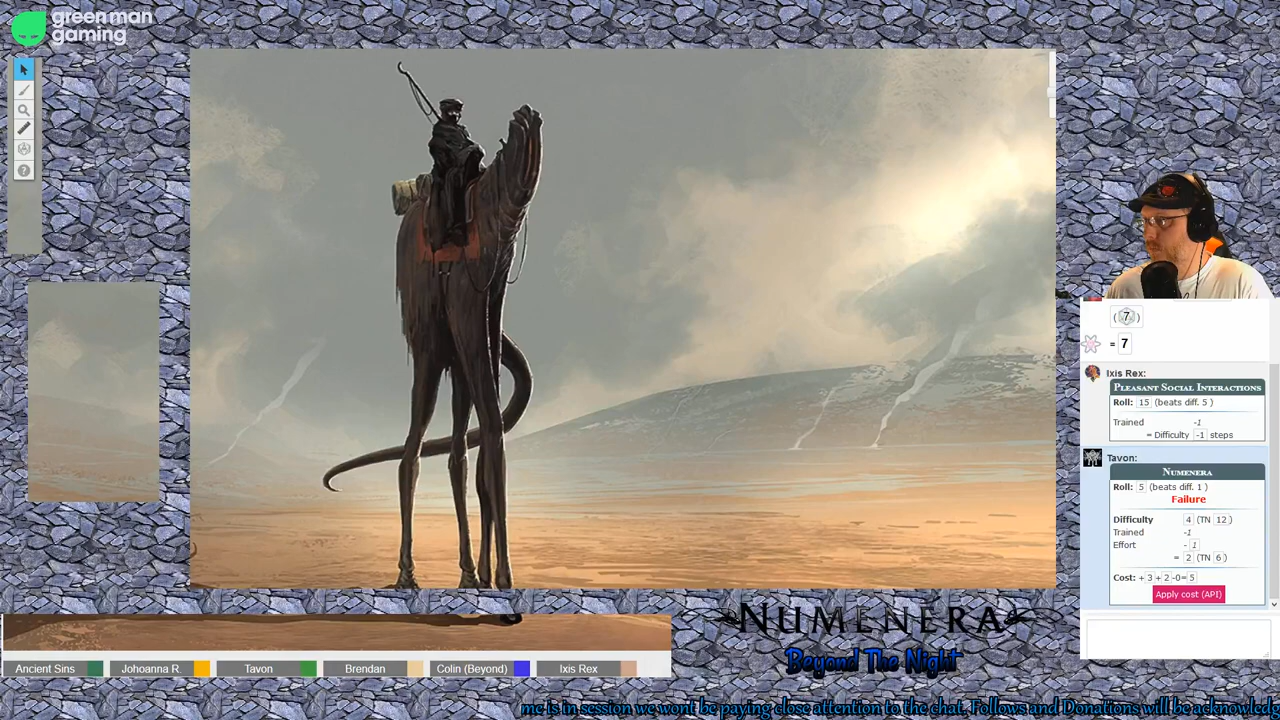 green man
gaming
( 7 )
= 7
Ixis Rex:
Pleasant Social Interactions
Roll: 15 (beats diff. 5 )
Trained -1
= Difficulty -1 steps
Tavon:
Numenera
Roll: 5 (beats diff. 1 )
Failure
Difficulty 4 (TN 12 )
Trained -1
Effort - 1
= 2 (TN 6 )
Cost: + 3 + 2 -0= 5
Apply cost (API)
Numenera
Beyond The Night
Ancient Sins
Johoanna R.
Tavon
Brendan
Colin (Beyond)
Ixis Rex
me is in session we wont be paying close attention to the chat, Follows and Donations will be acknowled